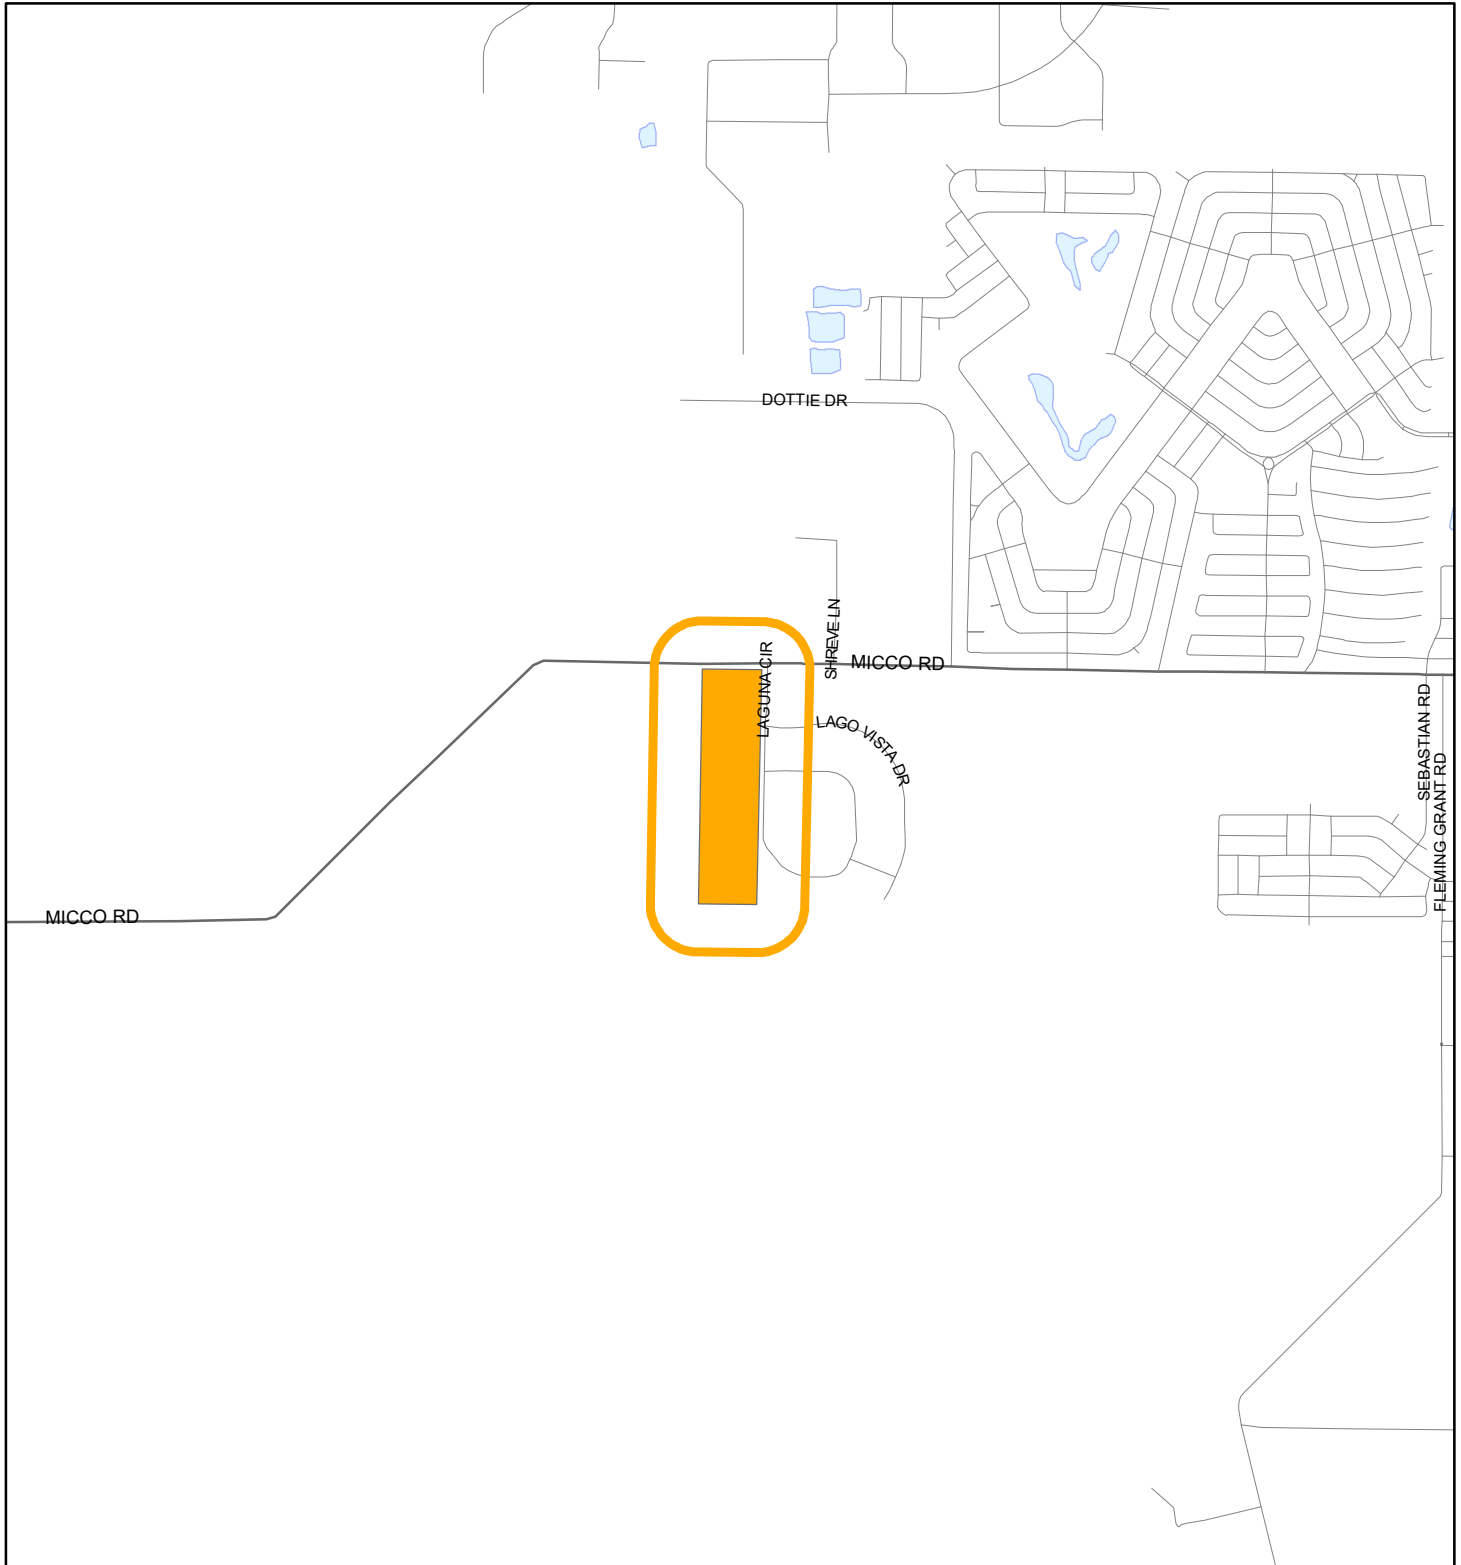 DOTTIE DR
SHREVE LN
LAGUNA CIR
MICCO RD
LAGO VISTA DR
SEBASTIAN RD
FLEMING GRANT RD
MICCO RD